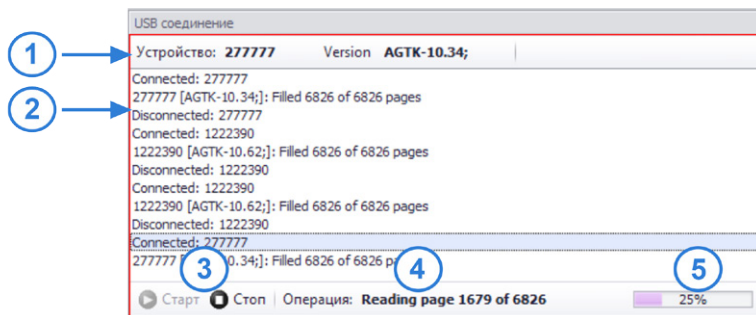 USB соединение
1 Устройство: 277777 Version AGTK-10.34;
Connected: 277777
277777 [AGTK-10.34;]: Filled 6826 of 6826 pages
2 Disconnected: 277777
Connected: 1222390
1222390 [AGTK-10.62;]: Filled 6826 of 6826 pages
Disconnected: 1222390
Connected: 1222390
1222390 [AGTK-10.62;]: Filled 6826 of 6826 pages
Disconnected: 1222390
Connected: 277777
277777 0.34;]: Filled 6826 of 6826
3 4 5
Старт Стоп Операция: Reading page 1679 of 6826 25%